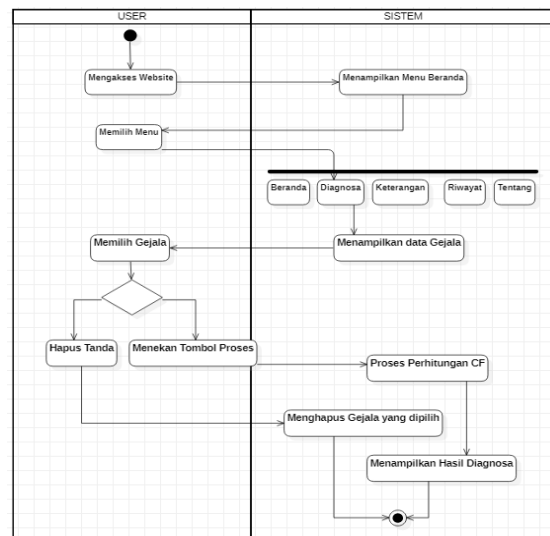 USER SISTEM
Mengakses Website Menampilkan Menu Beranda
Memilih Menu
Beranda Diagnosa Keterangan Riwayat Tentang
Memilih Gejala Menampilkan data Gejala
Hapus Tanda Menekan Tombol Proses
Proses Perhitungan CF
Menghapus Gejala yang dipilih
Menampilkan Hasil Diagnosa